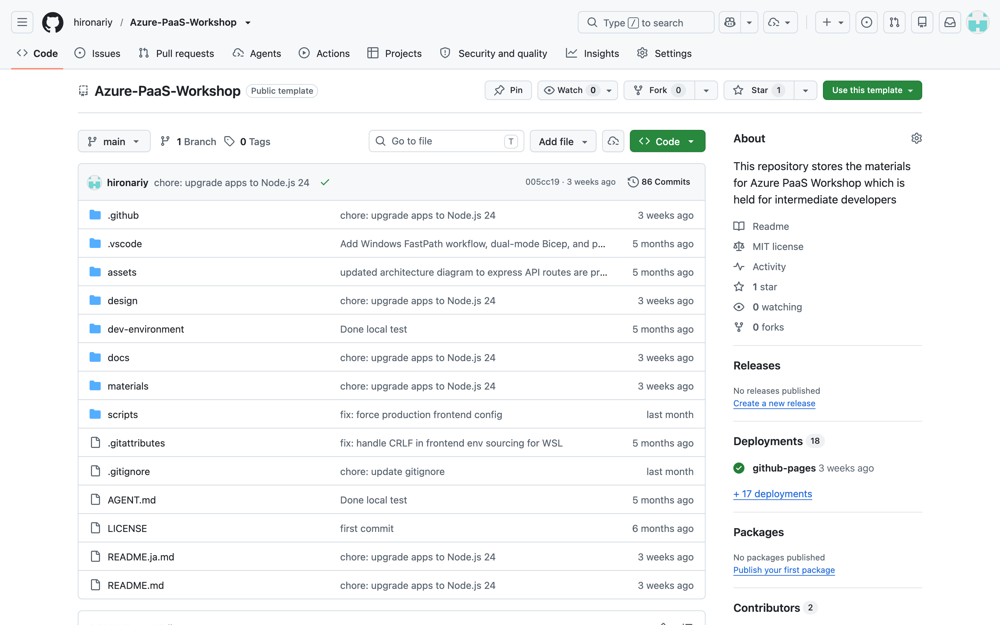 hironariy / Azure-PaaS-Workshop
Type / to search
Code Issues Pull requests Agents Actions Projects Security and quality Insights Settings
Azure-PaaS-Workshop Public template
Pin Watch 0 Fork 0 Star 1 Use this template
main 1 Branch 0 Tags Go to file T Add file Code
hironariy chore: upgrade apps to Node.js 24 005cc19 · 3 weeks ago 86 Commits
.github chore: upgrade apps to Node.js 24 3 weeks ago
.vscode Add Windows FastPath workflow, dual-mode Bicep, and p... 5 months ago
assets updated architecture diagram to express API routes are pr... 5 months ago
design chore: upgrade apps to Node.js 24 3 weeks ago
dev-environment Done local test 5 months ago
docs chore: upgrade apps to Node.js 24 3 weeks ago
materials chore: upgrade apps to Node.js 24 3 weeks ago
scripts fix: force production frontend config last month
.gitattributes fix: handle CRLF in frontend env sourcing for WSL 5 months ago
.gitignore chore: update gitignore last month
AGENT.md Done local test 5 months ago
LICENSE first commit 6 months ago
README.ja.md chore: upgrade apps to Node.js 24 3 weeks ago
README.md chore: upgrade apps to Node.js 24 3 weeks ago
About
This repository stores the materials
for Azure PaaS Workshop which is
held for intermediate developers
Readme
MIT license
Activity
1 star
0 watching
0 forks
Releases
No releases published
Create a new release
Deployments 18
github-pages 3 weeks ago
+ 17 deployments
Packages
No packages published
Publish your first package
Contributors 2